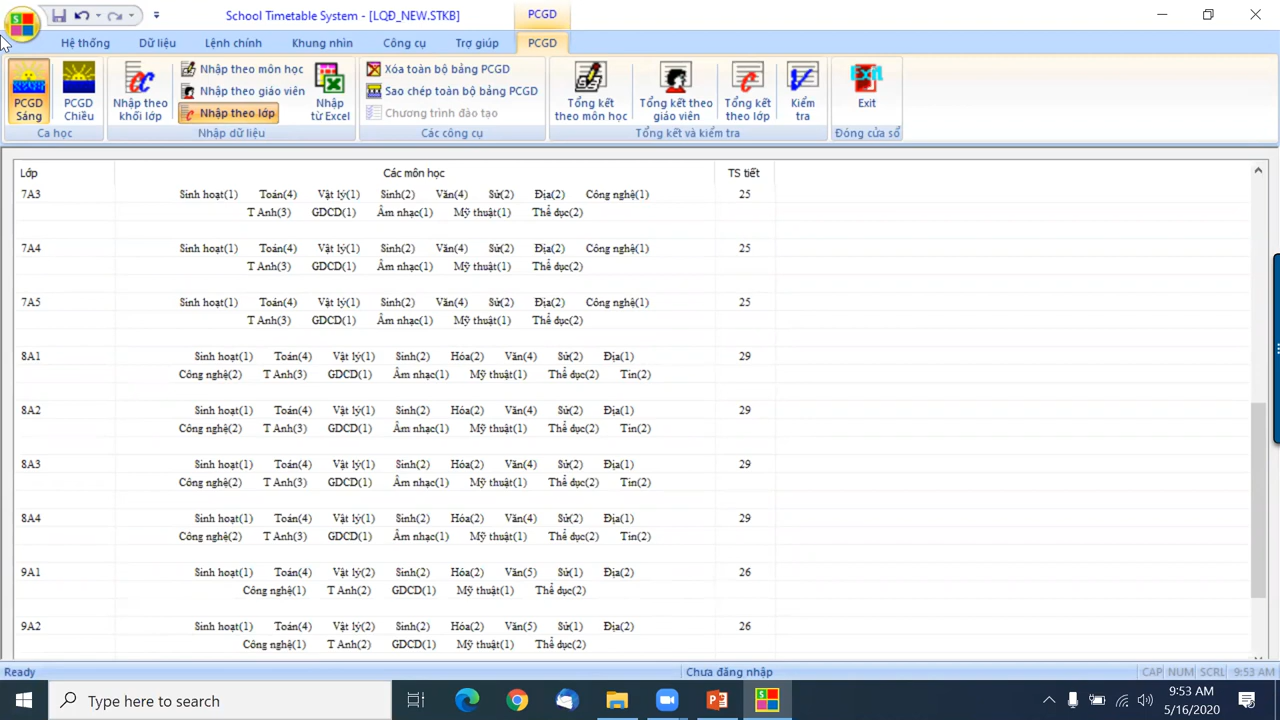 School Timetable System - [LQĐ_NEW.STKB]
PCGD
Hệ thống Dữ liệu Lệnh chính Khung nhìn Công cụ Trợ giúp PCGD
PCGD Sáng
PCGD Chiều
Ca học
Nhập theo khối lớp
Nhập theo môn học
Nhập theo giáo viên
Nhập theo lớp
Nhập từ Excel
Nhập dữ liệu
Xóa toàn bộ bảng PCGD
Sao chép toàn bộ bảng PCGD
Chương trình đào tạo
Các công cụ
Tổng kết theo môn học
Tổng kết theo giáo viên
Tổng kết theo lớp
Kiểm tra
Tổng kết và kiểm tra
Exit
Exit
Đóng cửa sổ
Lớp Các môn học TS tiết
7A3 Sinh hoạt(1) Toán(4) Vật lý(1) Sinh(2) Văn(4) Sử(2) Địa(2) Công nghệ(1) 25
T Anh(3) GDCD(1) Âm nhạc(1) Mỹ thuật(1) Thể dục(2)
7A4 Sinh hoạt(1) Toán(4) Vật lý(1) Sinh(2) Văn(4) Sử(2) Địa(2) Công nghệ(1) 25
T Anh(3) GDCD(1) Âm nhạc(1) Mỹ thuật(1) Thể dục(2)
7A5 Sinh hoạt(1) Toán(4) Vật lý(1) Sinh(2) Văn(4) Sử(2) Địa(2) Công nghệ(1) 25
T Anh(3) GDCD(1) Âm nhạc(1) Mỹ thuật(1) Thể dục(2)
8A1 Sinh hoạt(1) Toán(4) Vật lý(1) Sinh(2) Hóa(2) Văn(4) Sử(2) Địa(1) 29
Công nghệ(2) T Anh(3) GDCD(1) Âm nhạc(1) Mỹ thuật(1) Thể dục(2) Tin(2)
8A2 Sinh hoạt(1) Toán(4) Vật lý(1) Sinh(2) Hóa(2) Văn(4) Sử(2) Địa(1) 29
Công nghệ(2) T Anh(3) GDCD(1) Âm nhạc(1) Mỹ thuật(1) Thể dục(2) Tin(2)
8A3 Sinh hoạt(1) Toán(4) Vật lý(1) Sinh(2) Hóa(2) Văn(4) Sử(2) Địa(1) 29
Công nghệ(2) T Anh(3) GDCD(1) Âm nhạc(1) Mỹ thuật(1) Thể dục(2) Tin(2)
8A4 Sinh hoạt(1) Toán(4) Vật lý(1) Sinh(2) Hóa(2) Văn(4) Sử(2) Địa(1) 29
Công nghệ(2) T Anh(3) GDCD(1) Âm nhạc(1) Mỹ thuật(1) Thể dục(2) Tin(2)
9A1 Sinh hoạt(1) Toán(4) Vật lý(2) Sinh(2) Hóa(2) Văn(5) Sử(1) Địa(2) 26
Công nghệ(1) T Anh(2) GDCD(1) Mỹ thuật(1) Thể dục(2)
9A2 Sinh hoạt(1) Toán(4) Vật lý(2) Sinh(2) Hóa(2) Văn(5) Sử(1) Địa(2) 26
Công nghệ(1) T Anh(2) GDCD(1) Mỹ thuật(1) Thể dục(2)
Ready Chưa đăng nhập CAP NUM SCRL 9:53 AM
Type here to search
9:53 AM
5/16/2020